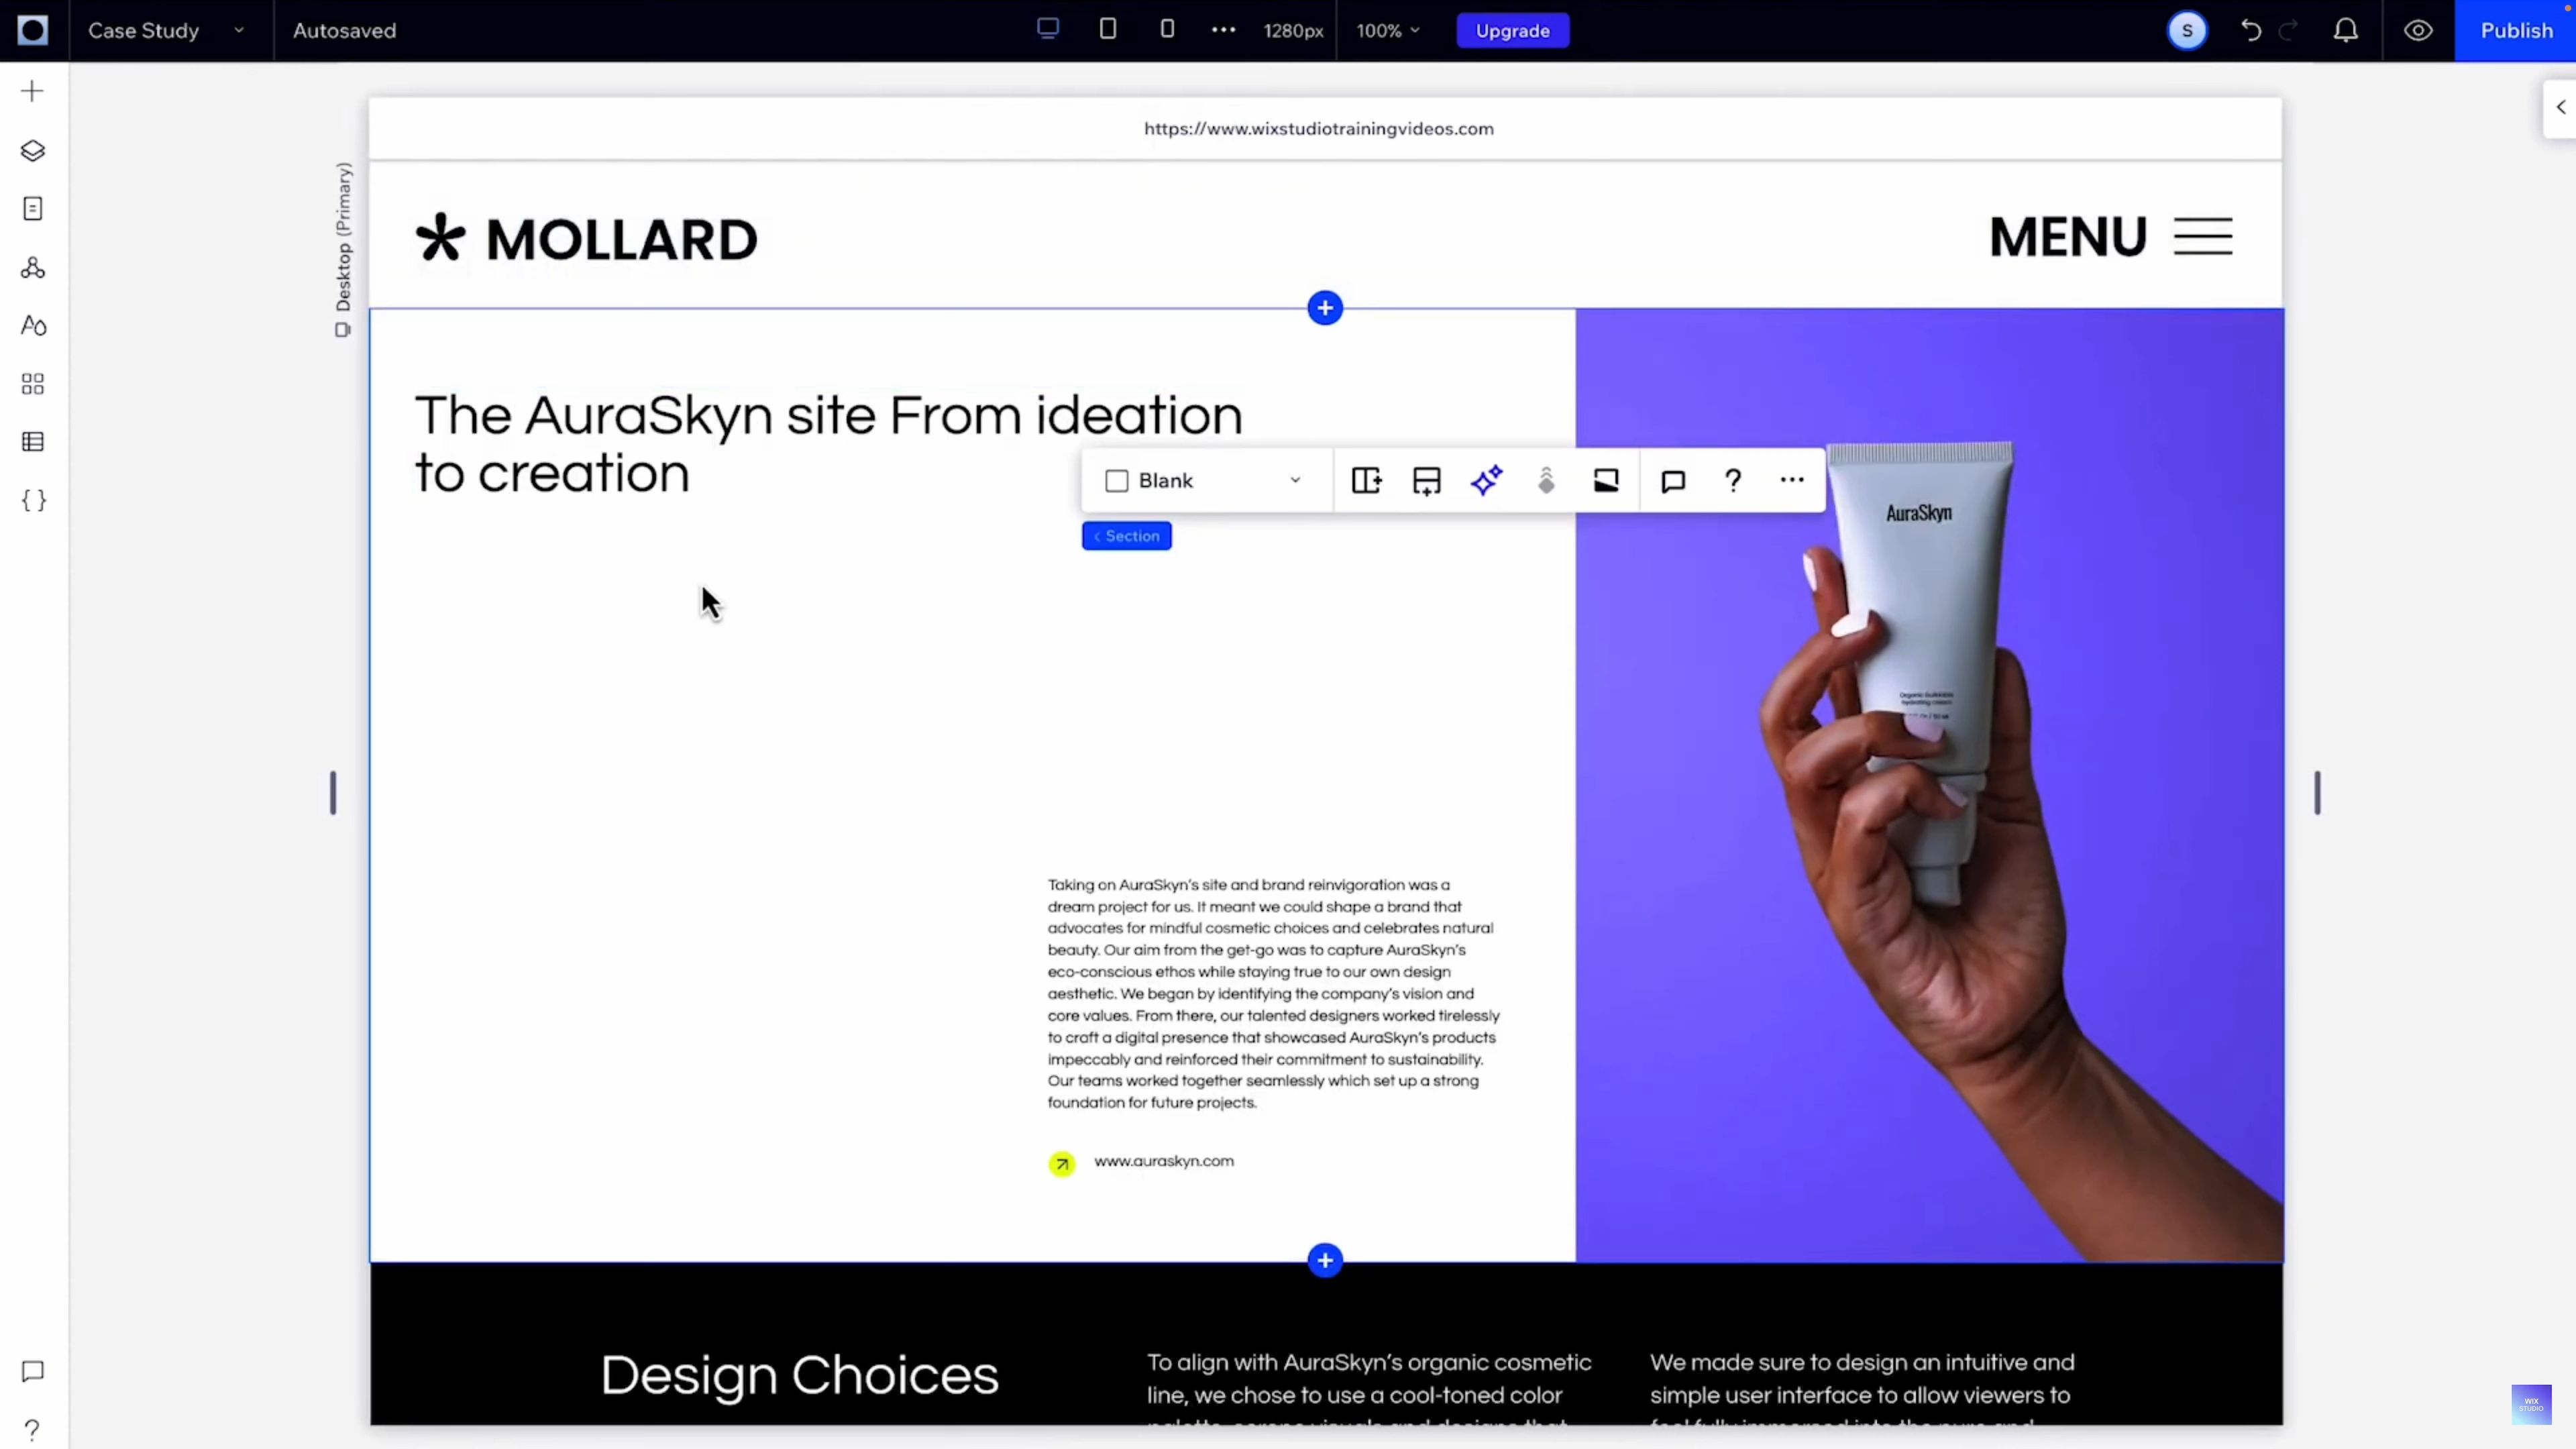 Case Study
Autosaved
1280px
100%
Upgrade
S
Publish
https://www.wixstudiotrainingvideos.com
Desktop (Primary)
MOLLARD
MENU
The AuraSkyn site From ideation
to creation
Blank
?
Section
AuraSkyn
Organic
hydrating cream
Taking on AuraSkyn's site and brand reinvigoration was a
dream project for us. It meant we could shape a brand that
advocates for mindful cosmetic choices and celebrates natural
beauty. Our aim from the get-go was to capture AuraSkyn's
eco-conscious ethos while staying true to our own design
aesthetic. We began by identifying the company's vision and
core values. From there, our talented designers worked tirelessly
to craft a digital presence that showcased AuraSkyn's products
impeccably and reinforced their commitment to sustainability.
Our teams worked together seamlessly which set up a strong
foundation for future projects.
www.auraskyn.com
Design Choices
To align with AuraSkyn's organic cosmetic
line, we chose to use a cool-toned color
We made sure to design an intuitive and
simple user interface to allow viewers to
WIX
STUDIO